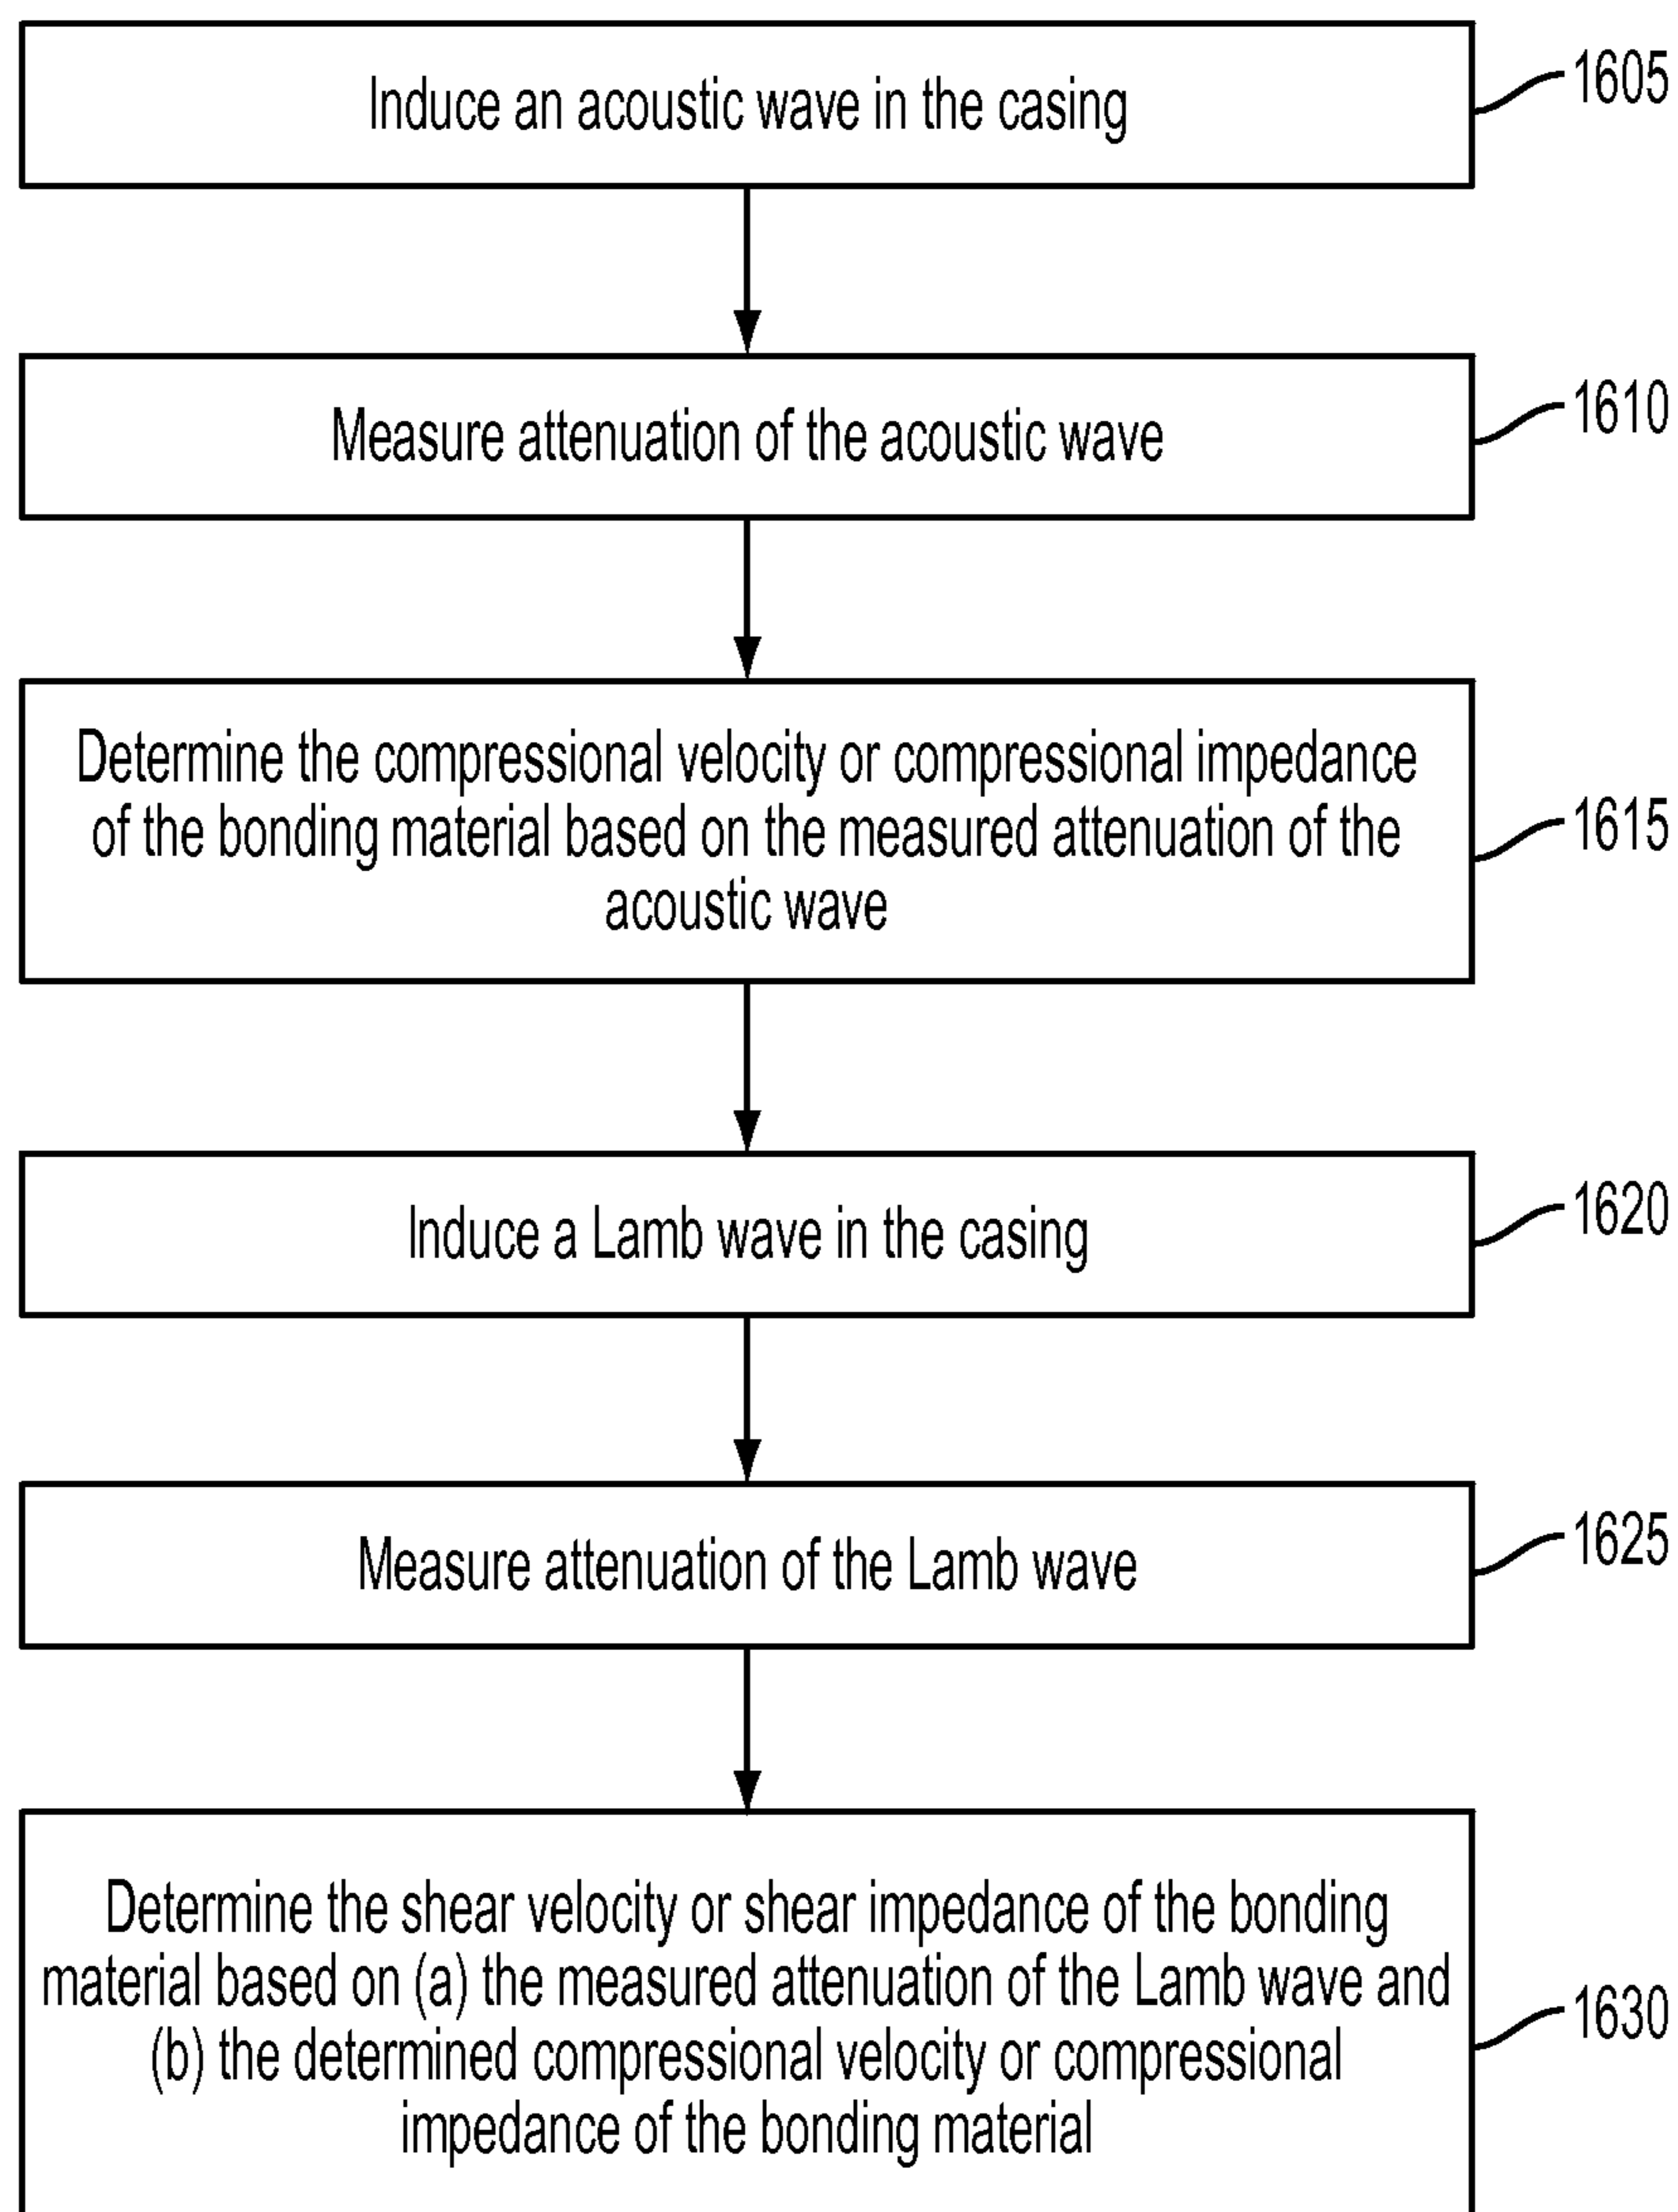 Induce an acoustic wave in the casing
1605
Measure attenuation of the acoustic wave
1610
Determine the compressional velocity or compressional impedance
of the bonding material based on the measured attenuation of the
acoustic wave
1615
Induce a Lamb wave in the casing
1620
Measure attenuation of the Lamb wave
1625
Determine the shear velocity or shear impedance of the bonding
material based on (a) the measured attenuation of the Lamb wave and
(b) the determined compressional velocity or compressional
impedance of the bonding material
1630